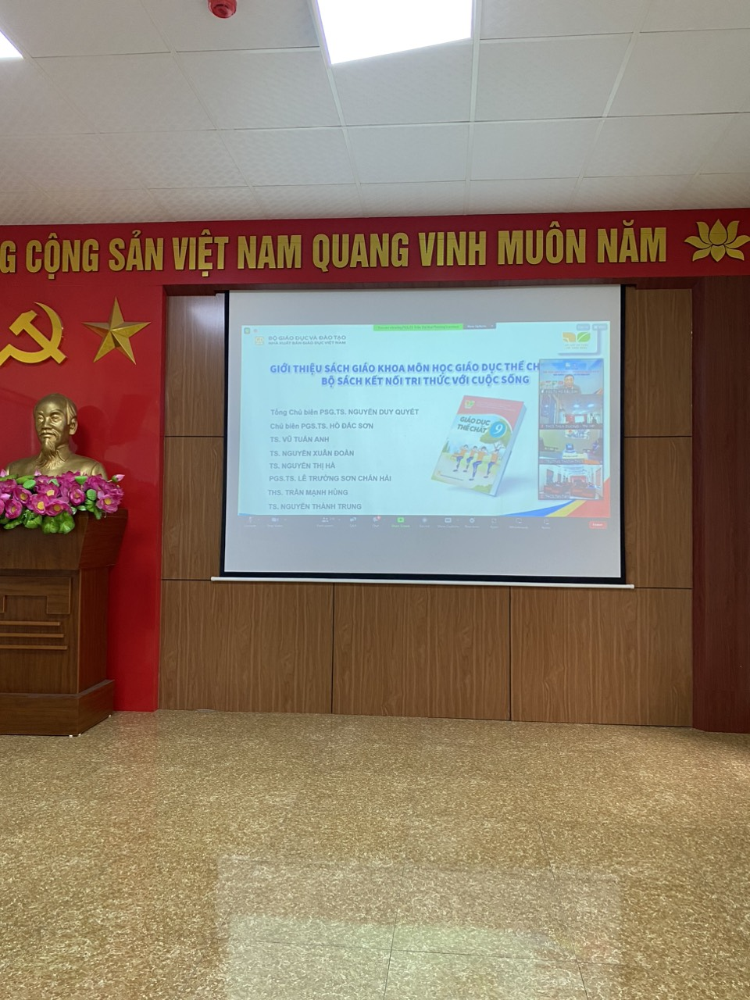 G CỘNG SẢN VIỆT NAM QUANG VINH MUÔN NĂM
BỘ GIÁO DỤC VÀ ĐÀO TẠO
NHÀ XUẤT BẢN GIÁO DỤC VIỆT NAM
GIỚI THIỆU SÁCH GIÁO KHOA MÔN HỌC GIÁO DỤC THỂ CH
BỘ SÁCH KẾT NỐI TRI THỨC VỚI CUỘC SỐNG
Tổng Chủ biên PSG.TS. NGUYỄN DUY QUYẾT
Chủ biên PGS.TS. HỒ ĐẮC SƠN
TS. VŨ TUẤN ANH
TS. NGUYỄN XUÂN ĐOÀN
TS. NGUYỄN THỊ HÀ
PGS.TS. LÊ TRƯỜNG SƠN CHẤN HẢI
THS. TRẦN MẠNH HÙNG
TS. NGUYỄN THÀNH TRUNG
GIÁO DỤC
THỂ CHẤT
9